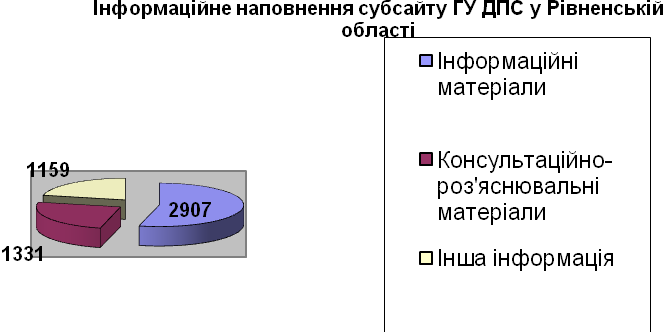 Інформаційне наповнення субсайту ГУ ДПС у Рівненській
області
Інформаційні
матеріали
Консультаційно-
роз'яснювальні
матеріали
Інша інформація
1159
2907
1331